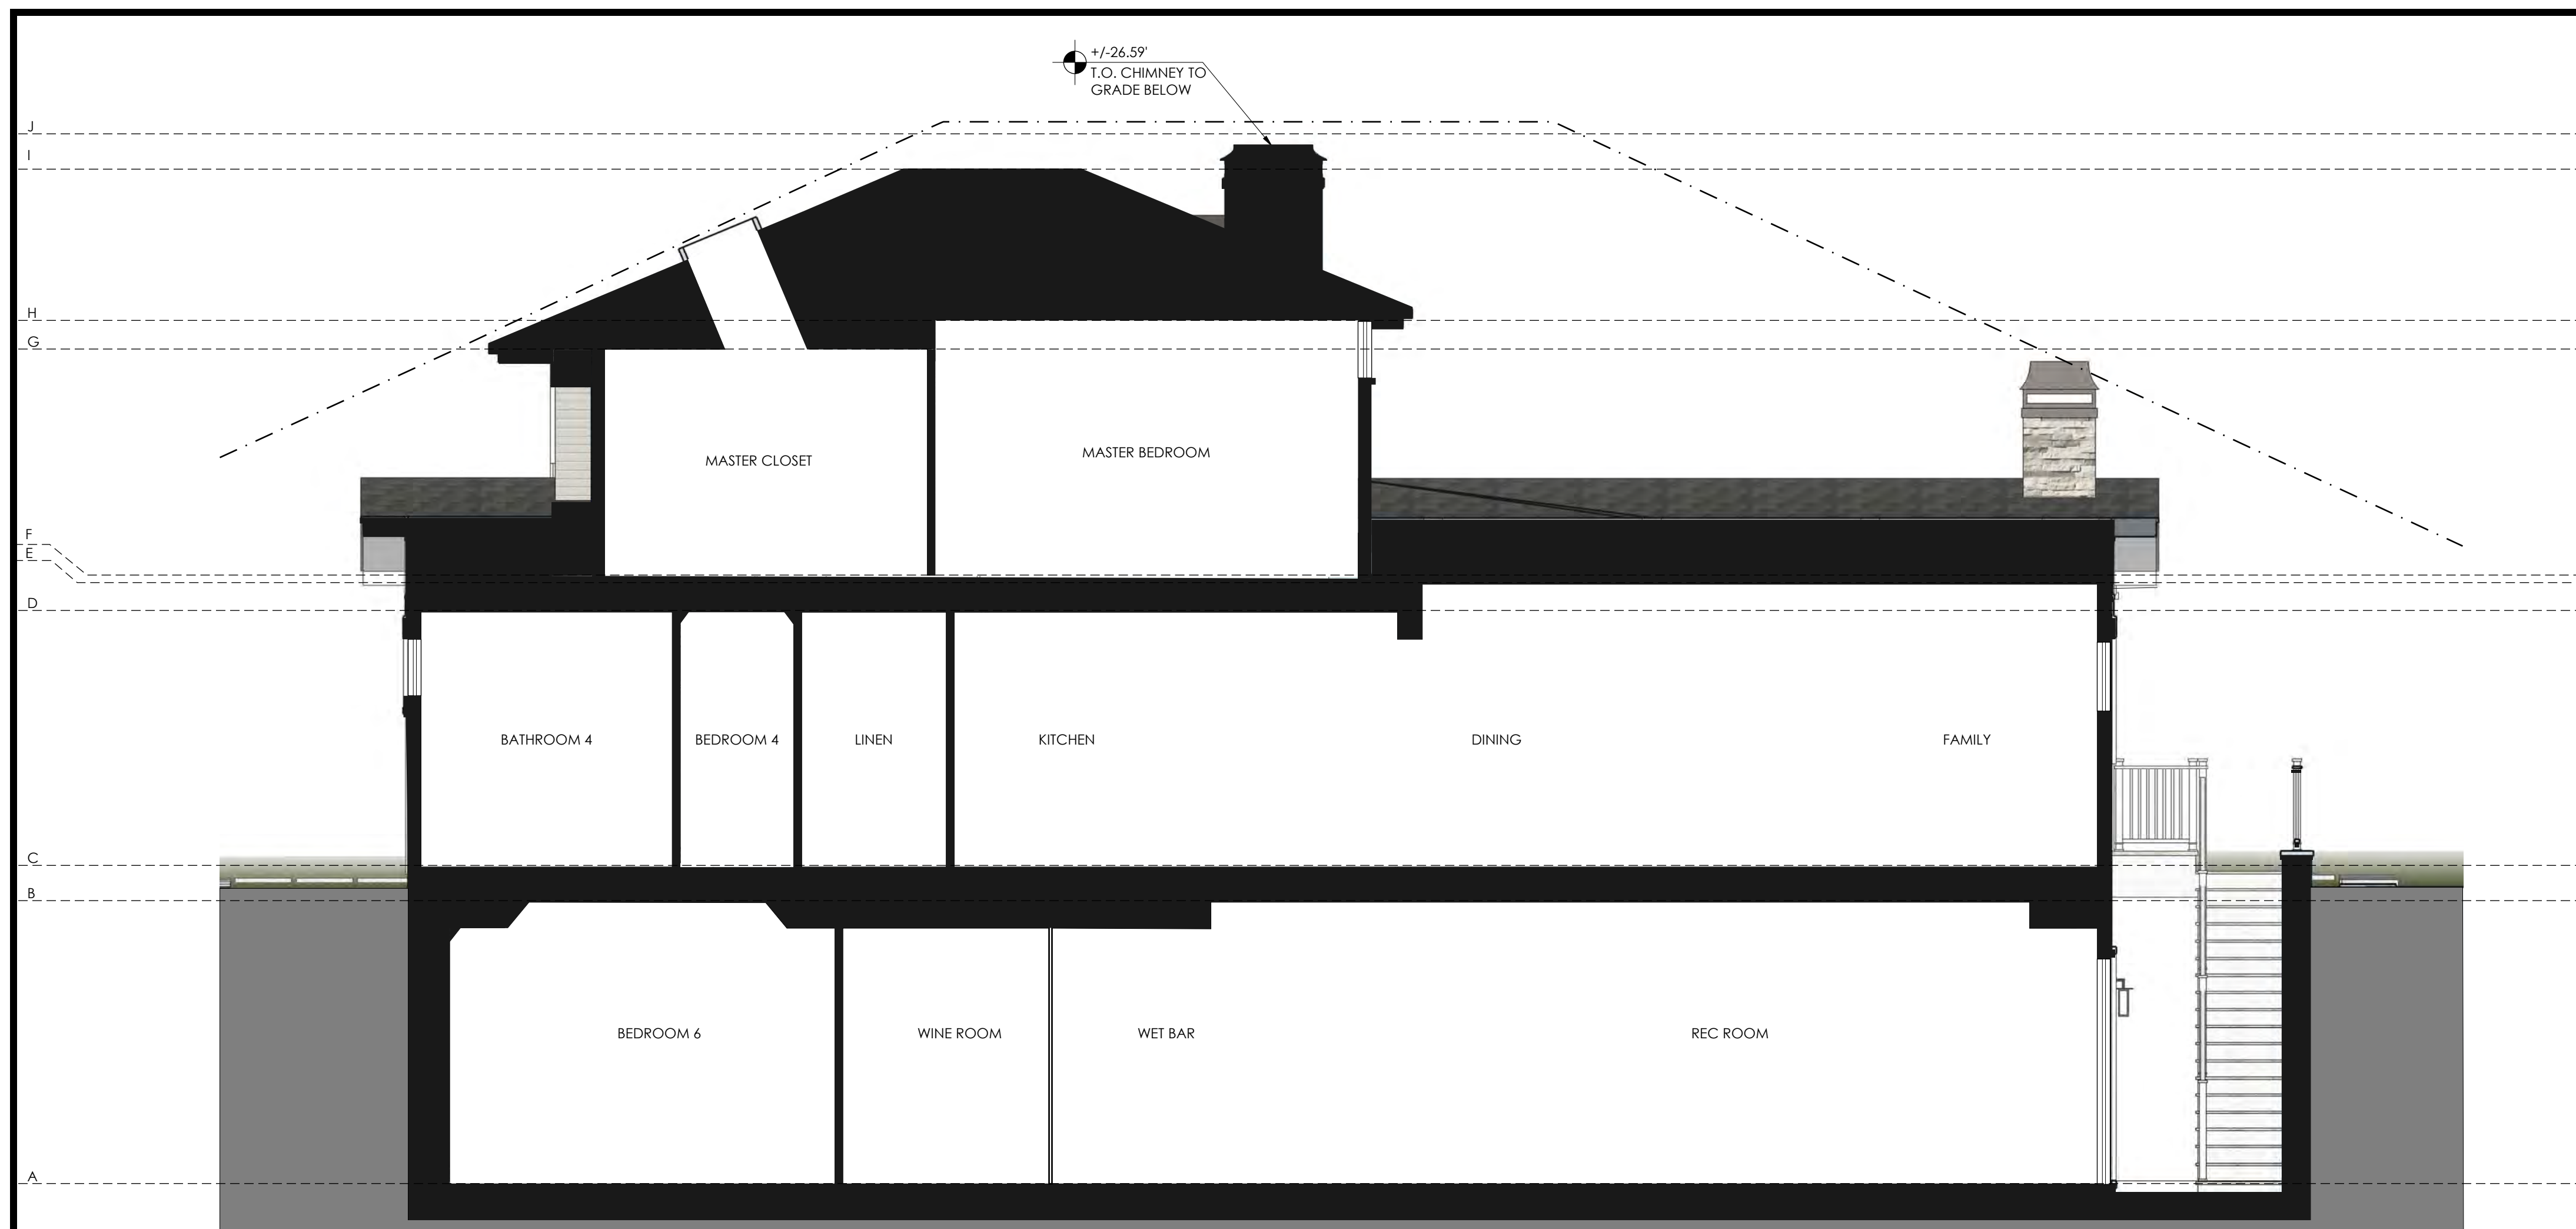 +/-26.59'
T.O. CHIMNEY TO
GRADE BELOW
J
I
H
G
MASTER CLOSET
MASTER BEDROOM
F
E
D
BATHROOM 4
BEDROOM 4
LINEN
KITCHEN
DINING
FAMILY
C
B
BEDROOM 6
WINE ROOM
WET BAR
REC ROOM
A